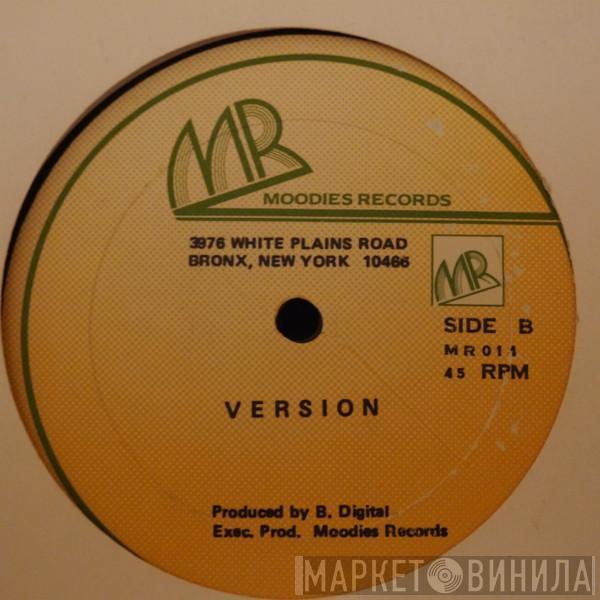 MR
MOODIES RECORDS
3976 WHITE PLAINS ROAD
BRONX, NEW YORK 10466
MR
SIDE B
MR011
45 RPM
VERSION
Produced by B. Digital
Exec. Prod. Moodies Records
МАРКЕТ ВИНИЛА